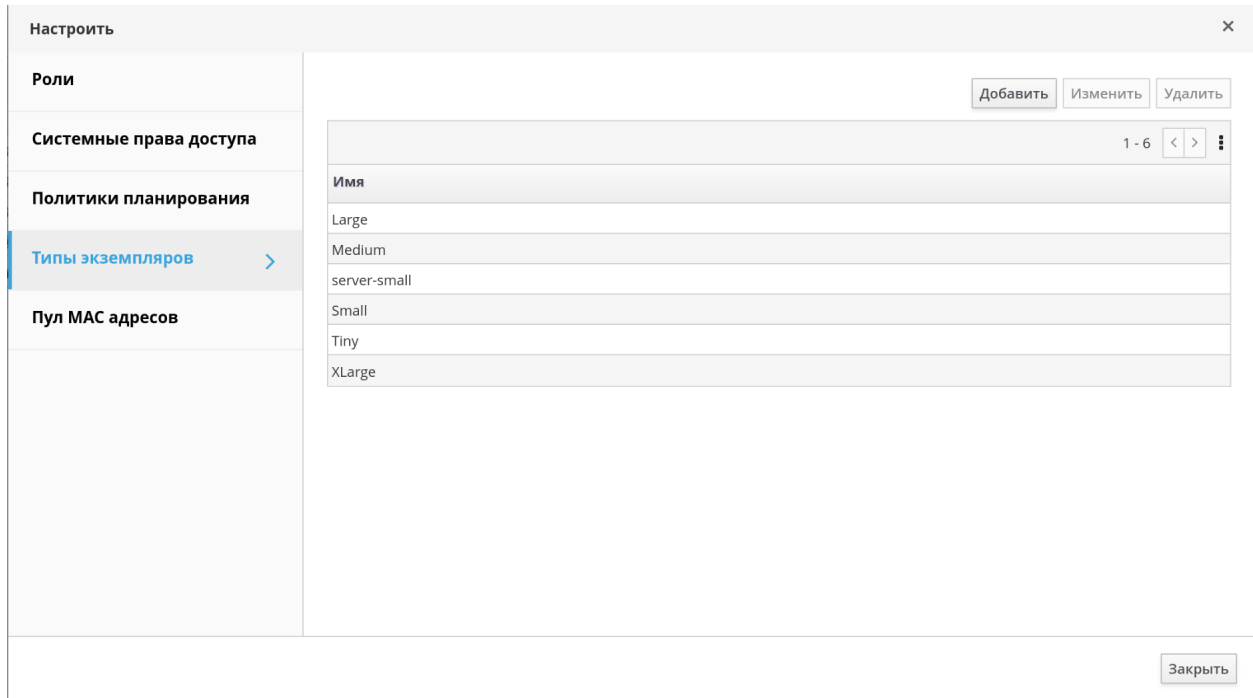 Настроить
Роли
Системные права доступа
Политики планирования
Типы экземпляров
Пул MAC адресов
Добавить Изменить Удалить
1 - 6
Имя
Large
Medium
server-small
Small
Tiny
XLarge
Закрыть